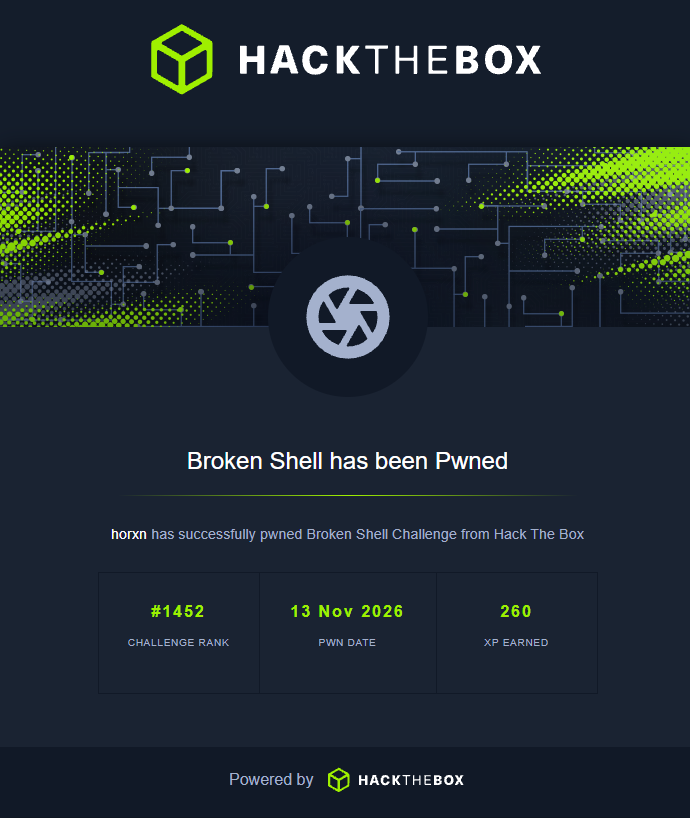 HACKTHEBOX
Broken Shell has been Pwned
horxn has successfully pwned Broken Shell Challenge from Hack The Box
#1452 13 Nov 2026 260
CHALLENGE RANK PWN DATE XP EARNED
Powered by HACKTHEBOX